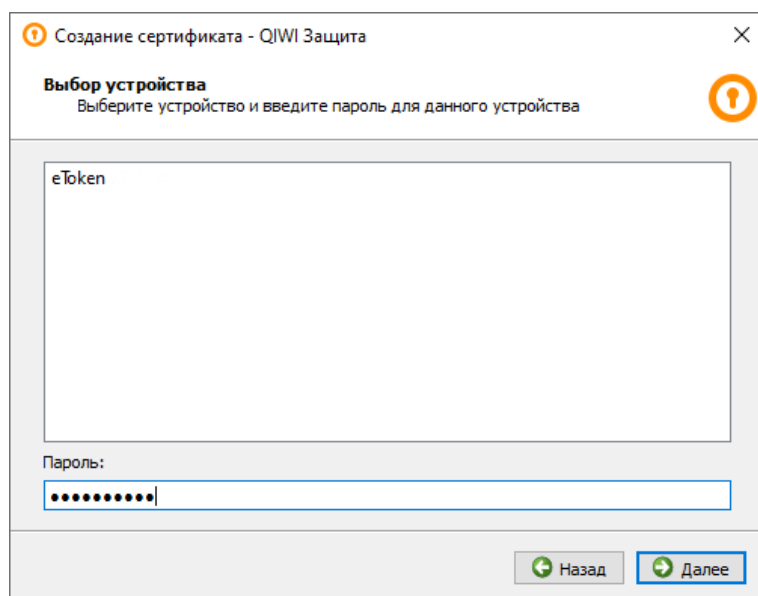 Создание сертификата - QIWI Защита
Выбор устройства
Выберите устройство и введите пароль для данного устройства
eToken
Пароль:
••••••••••
Назад
Далее